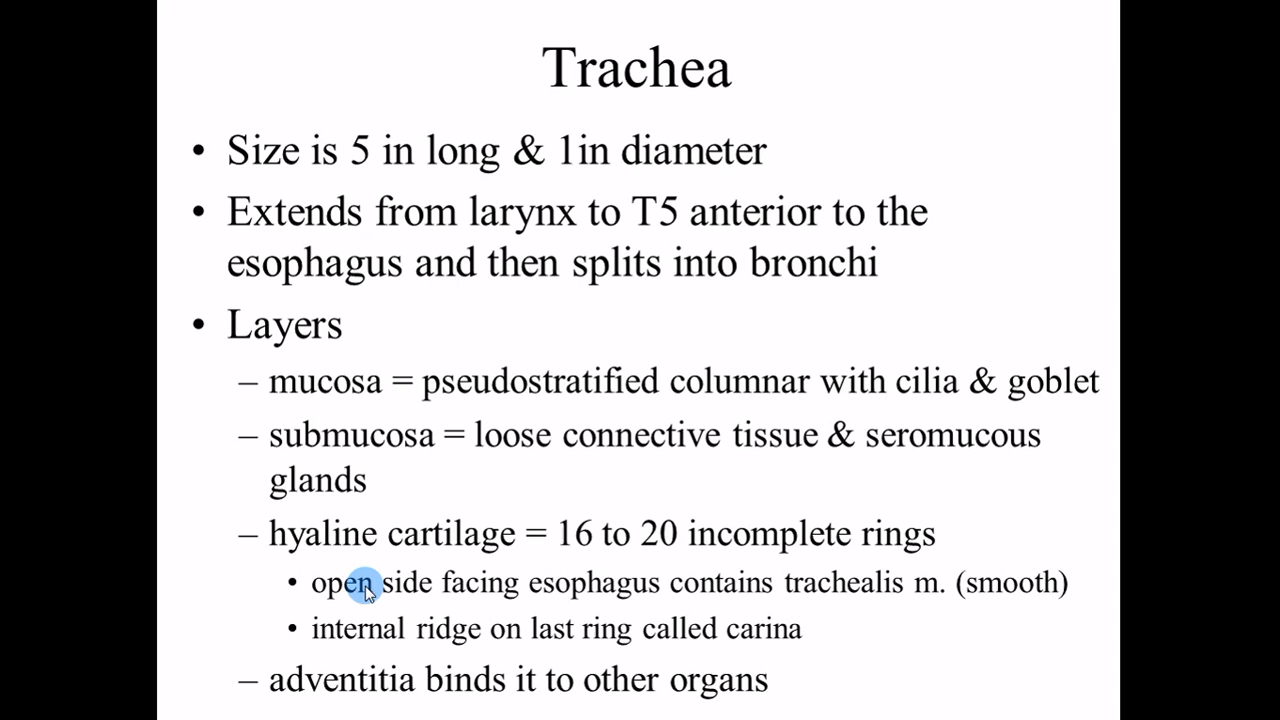 Trachea
• Size is 5 in long & 1in diameter
• Extends from larynx to T5 anterior to the
esophagus and then splits into bronchi
• Layers
– mucosa = pseudostratified columnar with cilia & goblet
– submucosa = loose connective tissue & seromucous
glands
– hyaline cartilage = 16 to 20 incomplete rings
• open side facing esophagus contains trachealis m. (smooth)
• internal ridge on last ring called carina
– adventitia binds it to other organs